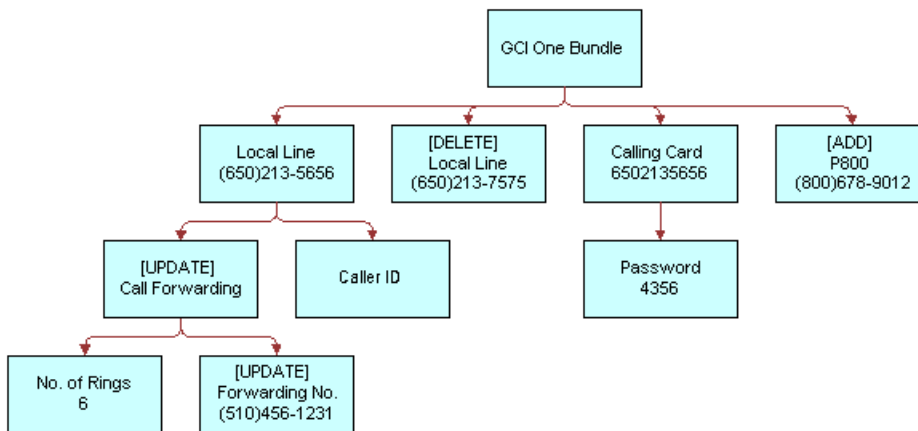 GCI One Bundle
Local Line
(650)213-5656
[DELETE]
Local Line
(650)213-7575
Calling Card
6502135656
[ADD]
P800
(800)678-9012
[UPDATE]
Call Forwarding
Caller ID
Password
4356
No. of Rings
6
[UPDATE]
Forwarding No.
(510)456-1231